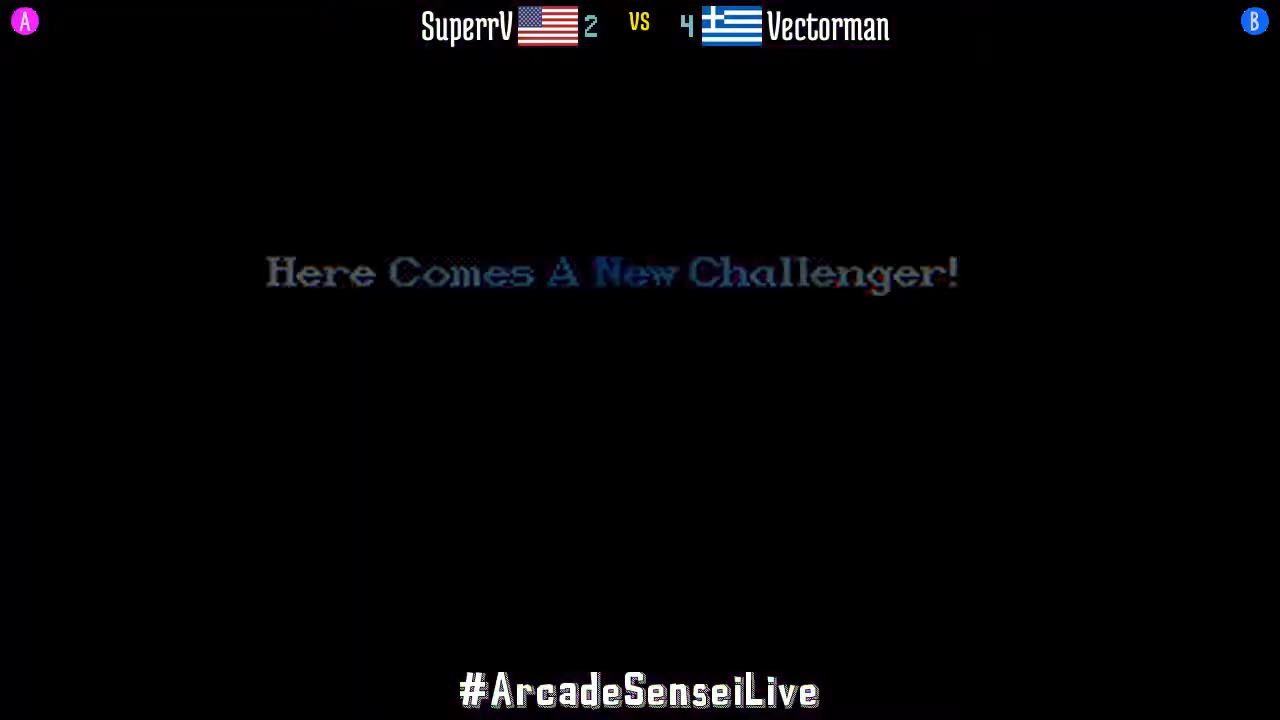 A SuperrV 2 VS 4 Vectorman B
Here Comes A New Challenger!
#ArcadeSenseiLive